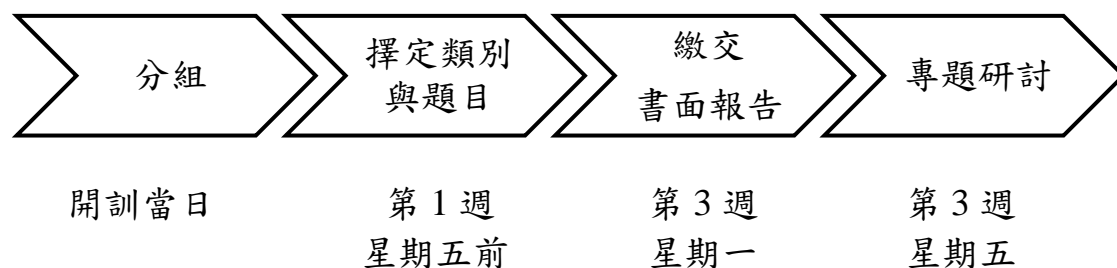 分組
擇定類別
與題目
繳交
書面報告
專題研討
開訓當日
第 1 週
星期五前
第 3 週
星期一
第 3 週
星期五